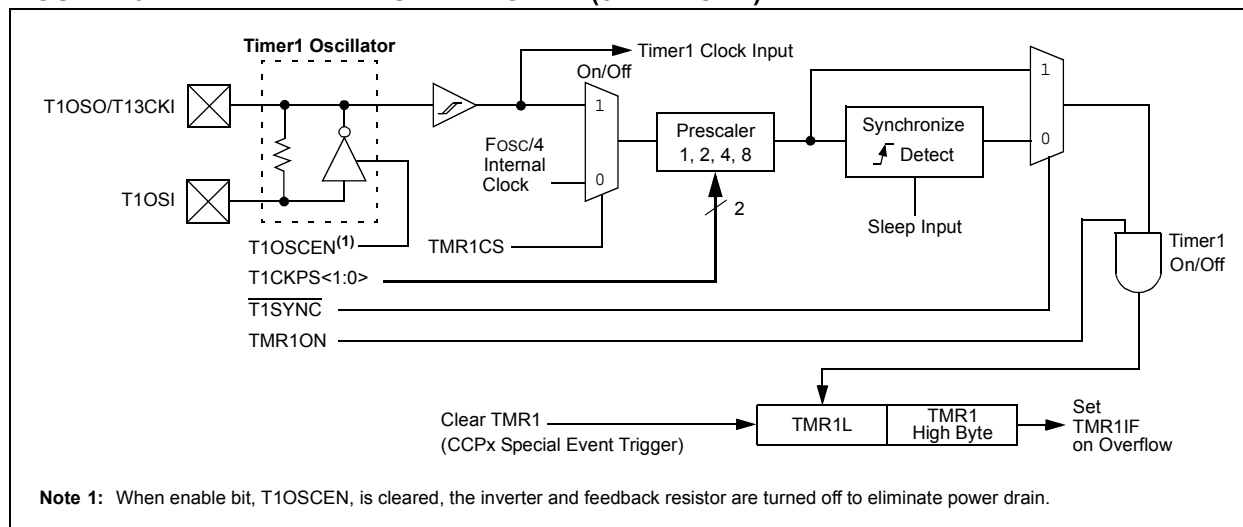 Timer1 Oscillator
Timer1 Clock Input
On/Off
T1OSO/T13CKI
1
1
Prescaler
1, 2, 4, 8
Synchronize
Detect
FOSC/4
Internal
Clock
0
0
T1OSI
2
Sleep Input
T1OSCEN(1)
TMR1CS
Timer1
On/Off
T1CKPS<1:0>
T1SYNC
TMR1ON
Clear TMR1
(CCPx Special Event Trigger)
TMR1L
TMR1
High Byte
Set
TMR1IF
on Overflow
Note 1: When enable bit, T1OSCEN, is cleared, the inverter and feedback resistor are turned off to eliminate power drain.